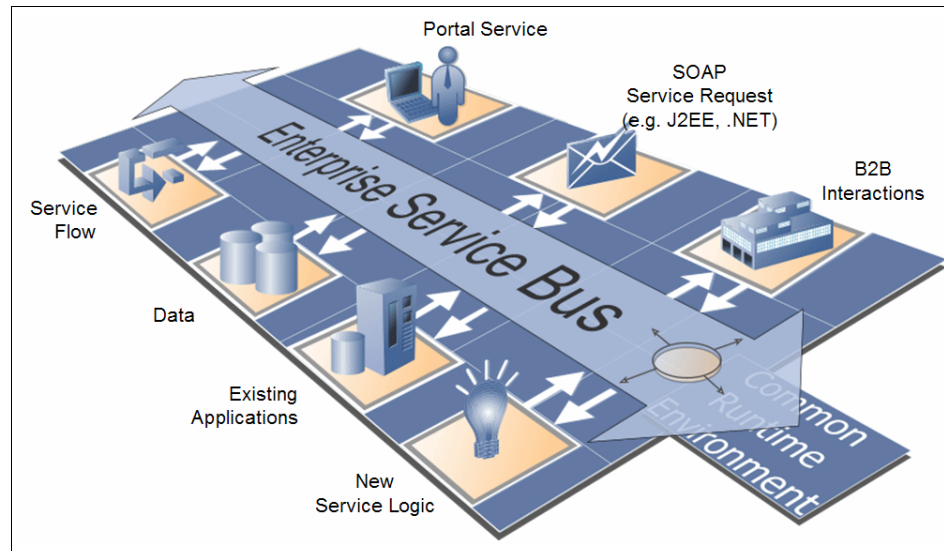 Portal Service
SOAP
Service Request
(e.g. J2EE, .NET)
B2B
Interactions
Enterprise Service Bus
Service
Flow
Data
Existing
Applications
New
Service Logic
Common
Runtime
Environment